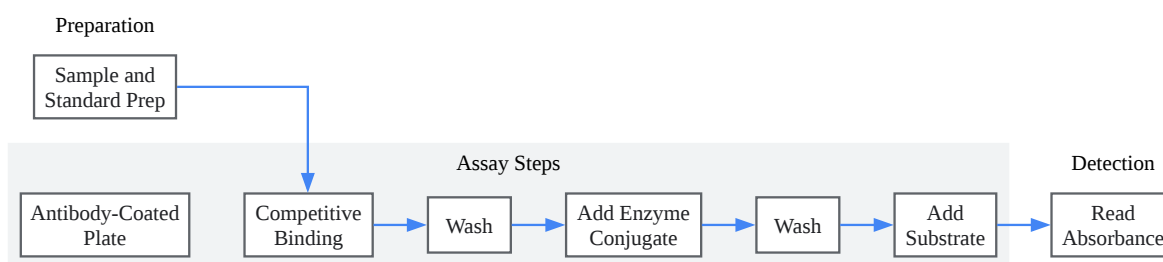 Preparation
Sample and
Standard Prep
Assay Steps
Detection
Antibody-Coated
Plate
Competitive
Binding
Wash
Add Enzyme
Conjugate
Wash
Add
Substrate
Read
Absorbance